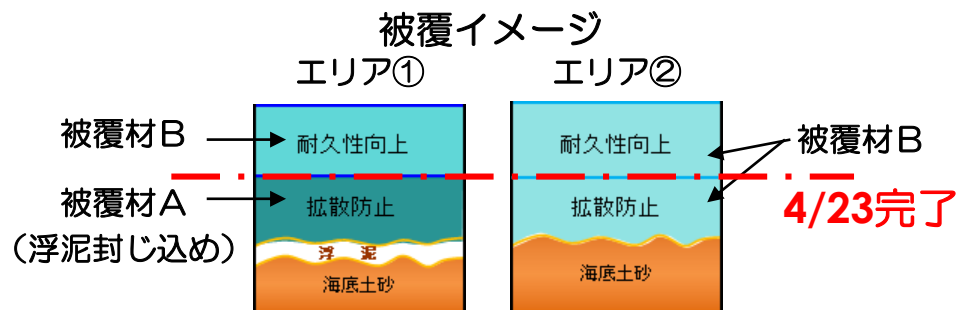 被覆イメージ
エリア①
エリア②
被覆材B
耐久性向上
耐久性向上
被覆材B
被覆材A
(浮泥封じ込め)
拡散防止
拡散防止
4/23完了
浮 泥
海底土砂
海底土砂